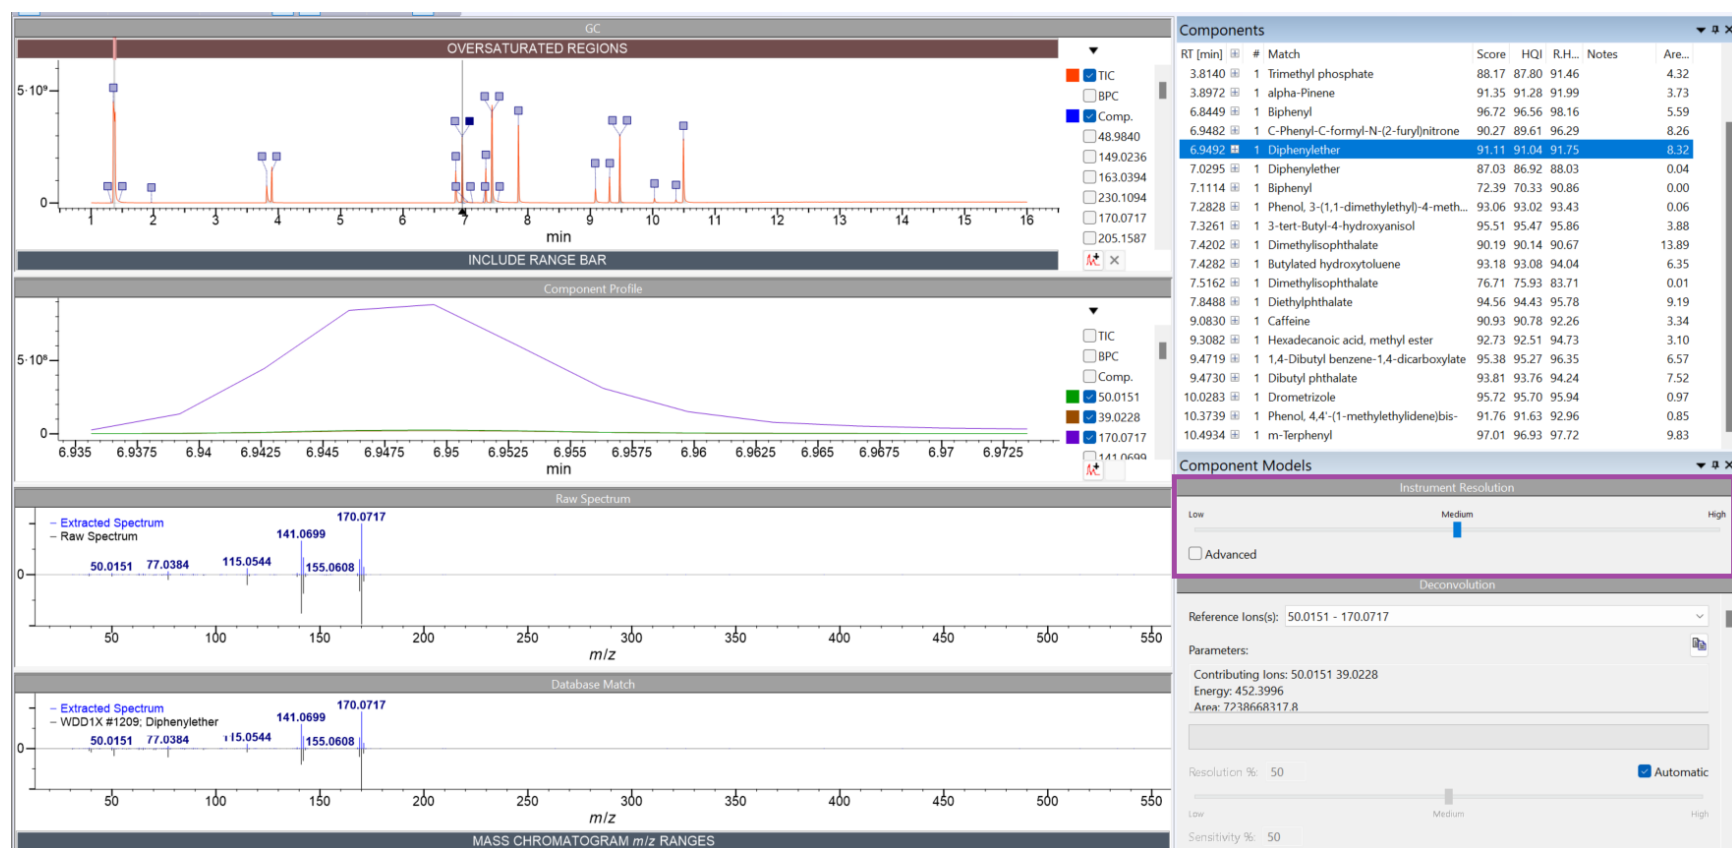 GC
OVERSATURATED REGIONS
5·10⁹
0
1 2 3 4 5 6 7 8 9 10 11 12 13 14 15 16
min
TIC
BPC
Comp.
48.9840
149.0236
163.0394
230.1094
170.0717
205.1587
INCLUDE RANGE BAR
Component Profile
5·10⁸
0
6.935 6.9375 6.94 6.9425 6.945 6.9475 6.95 6.9525 6.955 6.9575 6.96 6.9625 6.965 6.9675 6.97 6.9725
min
TIC
BPC
Comp.
50.0151
39.0228
170.0717
141.0699
Raw Spectrum
– Extracted Spectrum
– Raw Spectrum
170.0717
141.0699
115.0544
50.0151 77.0384 155.0608
0
50 100 150 200 250 300 350 400 450 500 550
m/z
Database Match
– Extracted Spectrum
– WDD1X #1209; Diphenylether
170.0717
141.0699
50.0151 77.0384 115.0544 155.0608
0
50 100 150 200 250 300 350 400 450 500 550
m/z
MASS CHROMATOGRAM m/z RANGES
Components
RT [min] # Match Score HQI R.H... Notes Are...
3.8140 1 Trimethyl phosphate 88.17 87.80 91.46 4.32
3.8972 1 alpha-Pinene 91.35 91.28 91.99 3.73
6.8449 1 Biphenyl 96.72 96.56 98.16 5.59
6.9482 1 C-Phenyl-C-formyl-N-(2-furyl)nitrone 90.27 89.61 96.29 8.26
6.9492 1 Diphenylether 91.11 91.04 91.75 8.32
7.0295 1 Diphenylether 87.03 86.92 88.03 0.04
7.1114 1 Biphenyl 72.39 70.33 90.86 0.00
7.2828 1 Phenol, 3-(1,1-dimethylethyl)-4-meth... 93.06 93.02 93.43 0.06
7.3261 1 3-tert-Butyl-4-hydroxyanisol 95.51 95.47 95.86 3.88
7.4202 1 Dimethylisophthalate 90.19 90.14 90.67 13.89
7.4282 1 Butylated hydroxytoluene 93.18 93.08 94.04 6.35
7.5162 1 Dimethylisophthalate 76.71 75.93 83.71 0.01
7.8488 1 Diethylphthalate 94.56 94.43 95.78 9.19
9.0830 1 Caffeine 90.93 90.78 92.26 3.34
9.3082 1 Hexadecanoic acid, methyl ester 92.73 92.51 94.73 3.10
9.4719 1 1,4-Dibutyl benzene-1,4-dicarboxylate 95.38 95.27 96.35 6.57
9.4730 1 Dibutyl phthalate 93.81 93.76 94.24 7.52
10.0283 1 Drometrizole 95.72 95.70 95.94 0.97
10.3739 1 Phenol, 4,4'-(1-methylethylidene)bis- 91.76 91.63 92.96 0.85
10.4934 1 m-Terphenyl 97.01 96.93 97.72 9.83
Component Models
Instrument Resolution
Low Medium High
Advanced
Deconvolution
Reference Ions(s): 50.0151 - 170.0717
Parameters:
Contributing Ions: 50.0151 39.0228
Energy: 452.3996
Area: 7238668317.8
Resolution %: 50 Automatic
Low Medium High
Sensitivity %: 50